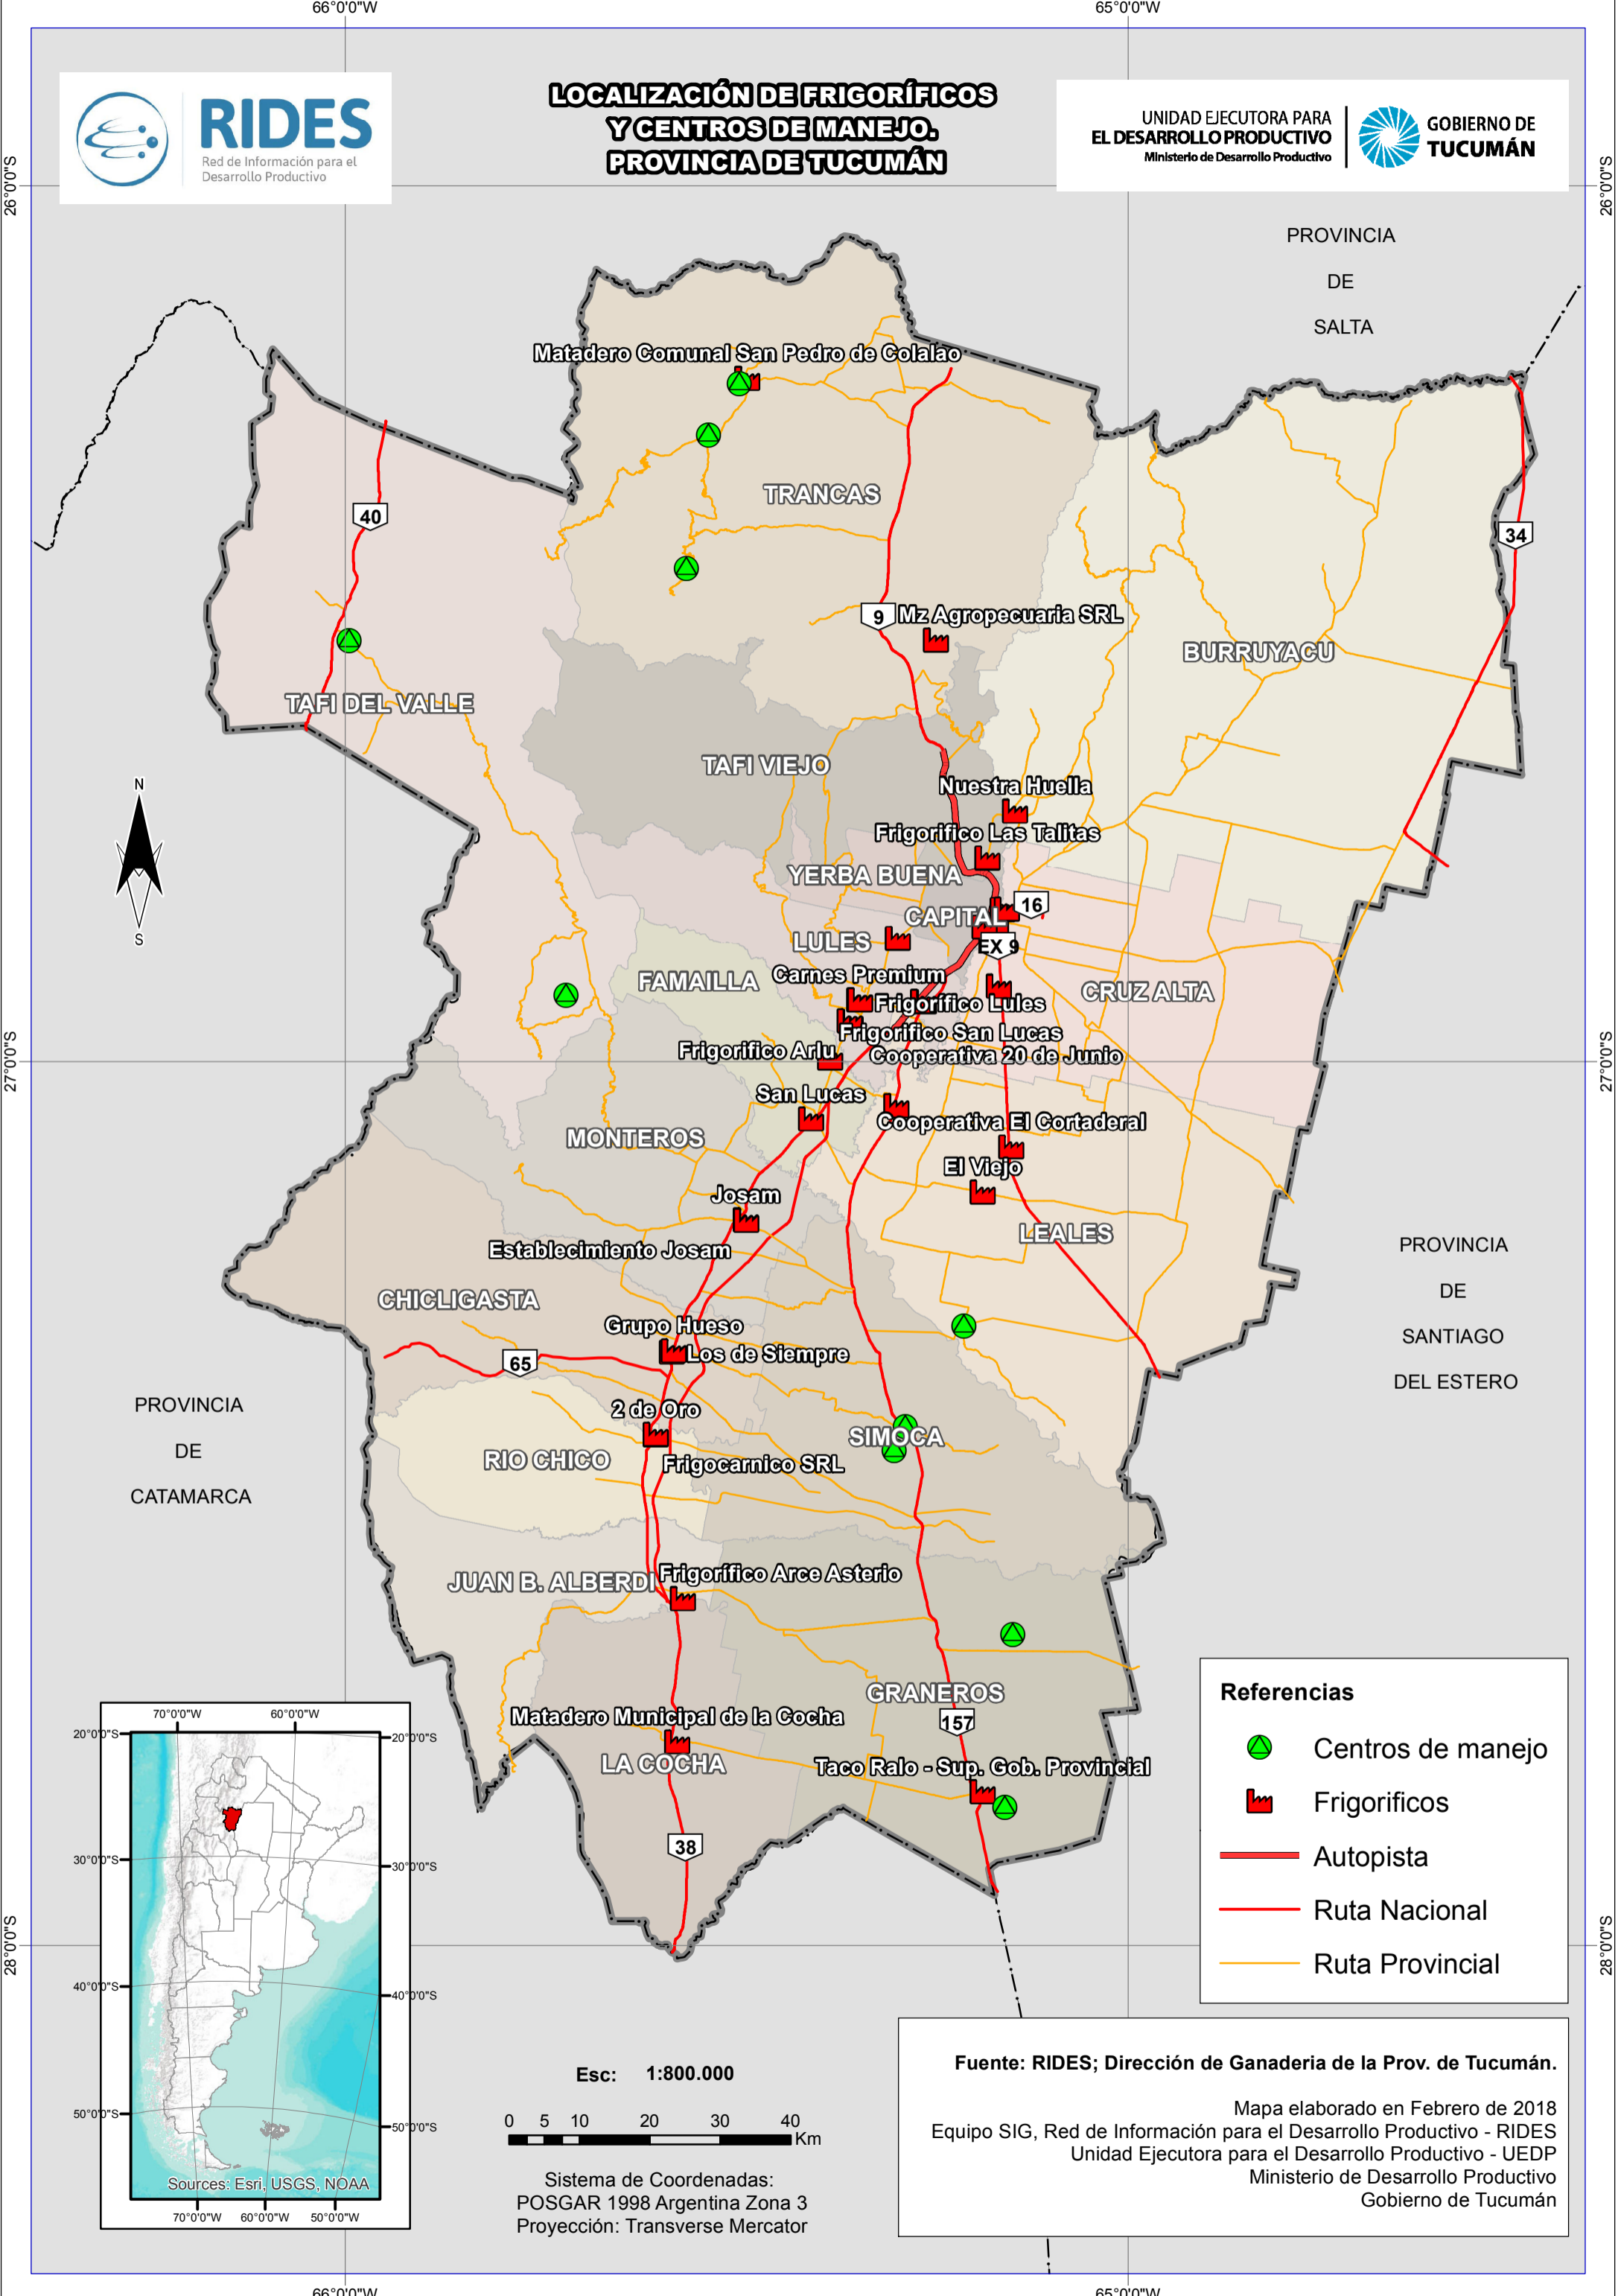 66°0'0"W
65°0'0"W
RIDES
Red de Información para el
Desarrollo Productivo
LOCALIZACIÓN DE FRIGORÍFICOS
Y CENTROS DE MANEJO.
PROVINCIA DE TUCUMÁN
UNIDAD EJECUTORA PARA
EL DESARROLLO PRODUCTIVO
Ministerio de Desarrollo Productivo
GOBIERNO DE
TUCUMÁN
26°0'0"S
26°0'0"S
PROVINCIA
DE
SALTA
Matadero Comunal San Pedro de Colalao
TRANCAS
40
34
9
Mz Agropecuaria SRL
BURRUYACU
TAFI DEL VALLE
TAFI VIEJO
N
S
Nuestra Huella
Frigorifico Las Talitas
YERBA BUENA
16
CAPITAL
EX 9
LULES
FAMAILLA
Carnes Premium
CRUZ ALTA
Frigorífico Lules
Frigorifico San Lucas
Frigorifico Arlu
Cooperativa 20 de Junio
27°0'0"S
27°0'0"S
San Lucas
Cooperativa El Cortaderal
MONTEROS
El Viejo
Josam
LEALES
Establecimiento Josam
PROVINCIA
DE
SANTIAGO
DEL ESTERO
CHICLIGASTA
Grupo Hueso
Los de Siempre
65
PROVINCIA
DE
CATAMARCA
2 de Oro
SIMOCA
RIO CHICO
Frigocarnico SRL
Frigorífico Arce Asterio
JUAN B. ALBERDI
GRANEROS
157
Matadero Municipal de la Cocha
LA COCHA
Taco Ralo - Sup. Gob. Provincial
38
Referencias
Centros de manejo
Frigorificos
Autopista
Ruta Nacional
Ruta Provincial
70°0'0"W
60°0'0"W
20°0'0"S
20°0'0"S
30°0'0"S
30°0'0"S
40°0'0"S
40°0'0"S
50°0'0"S
50°0'0"S
Sources: Esri, USGS, NOAA
70°0'0"W
60°0'0"W
50°0'0"W
28°0'0"S
28°0'0"S
Esc: 1:800.000
0 5 10 20 30 40
Km
Sistema de Coordenadas:
POSGAR 1998 Argentina Zona 3
Proyección: Transverse Mercator
Fuente: RIDES; Dirección de Ganaderia de la Prov. de Tucumán.
Mapa elaborado en Febrero de 2018
Equipo SIG, Red de Información para el Desarrollo Productivo - RIDES
Unidad Ejecutora para el Desarrollo Productivo - UEDP
Ministerio de Desarrollo Productivo
Gobierno de Tucumán
66°0'0"W
65°0'0"W